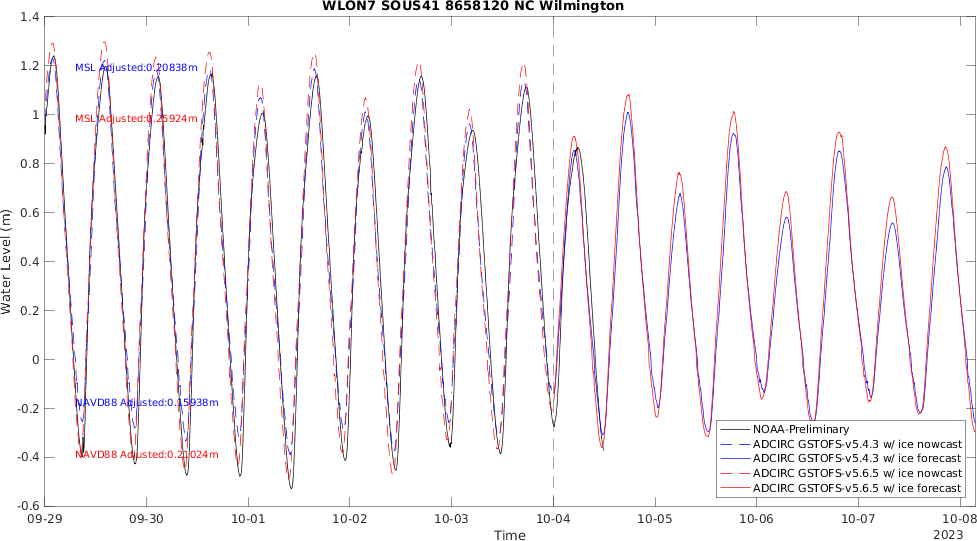 WLON7 SOUS41 8658120 NC Wilmington
1.4
1.2
1
0.8
0.6
0.4
0.2
0
-0.2
-0.4
-0.6
Water Level (m)
MSL Adjusted:0.20838m
MSL Adjusted:0.25924m
NAVD88 Adjusted:0.15938m
NAVD88 Adjusted:0.21024m
NOAA-Preliminary
ADCIRC GSTOFS-v5.4.3 w/ ice nowcast
ADCIRC GSTOFS-v5.4.3 w/ ice forecast
ADCIRC GSTOFS-v5.6.5 w/ ice nowcast
ADCIRC GSTOFS-v5.6.5 w/ ice forecast
09-29 09-30 10-01 10-02 10-03 10-04 10-05 10-06 10-07 10-08
Time
2023